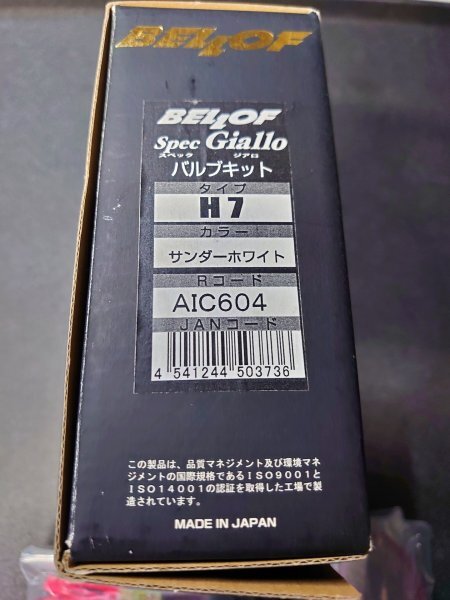 BELLOF
BELLOF
Spec Giallo
スペック ジアロ
バルブキット
タイプ
H7
カラー
サンダーホワイト
Rコード
AIC604
JANコード
4 541244 503736
この製品は、品質マネジメント及び環境マネ
ジメントの国際規格であるISO9001と
ISO14001の認証を取得した工場で製
造されています。
MADE IN JAPAN